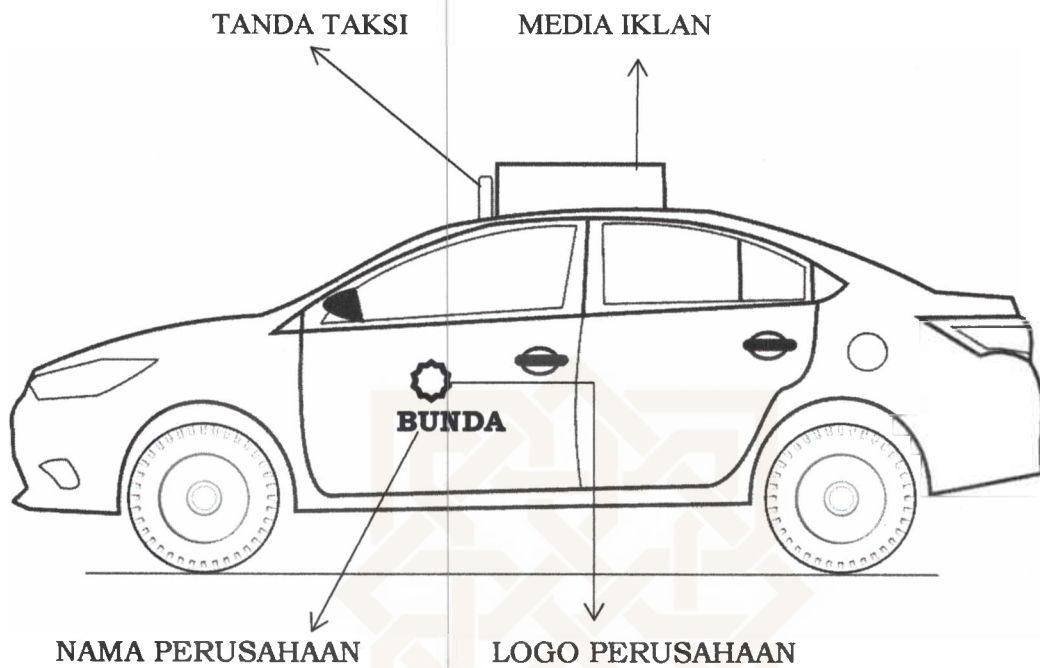 TANDA TAKSI
MEDIA IKLAN
BUNDA
NAMA PERUSAHAAN
LOGO PERUSAHAAN